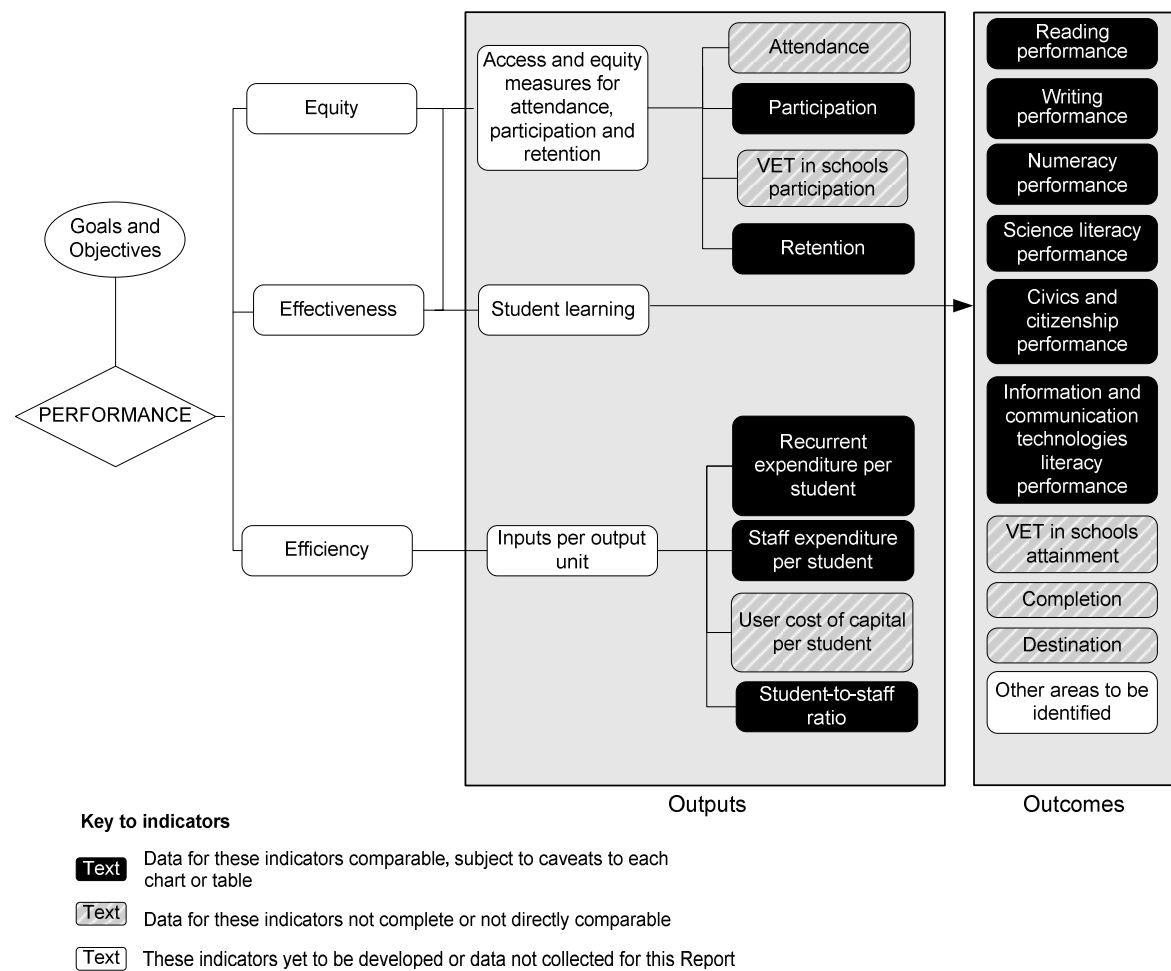 Goals and
Objectives
PERFORMANCE
Equity
Effectiveness
Efficiency
Access and equity
measures for
attendance,
participation and
retention
Student learning
Inputs per output
unit
Attendance
Participation
VET in schools
participation
Retention
Recurrent
expenditure per
student
Staff expenditure
per student
User cost of capital
per student
Student-to-staff
ratio
Outputs
Reading
performance
Writing
performance
Numeracy
performance
Science literacy
performance
Civics and
citizenship
performance
Information and
communication
technologies
literacy
performance
VET in schools
attainment
Completion
Destination
Other areas to be
identified
Outcomes
Key to indicators
Text Data for these indicators comparable, subject to caveats to each
chart or table
Text Data for these indicators not complete or not directly comparable
Text These indicators yet to be developed or data not collected for this Report